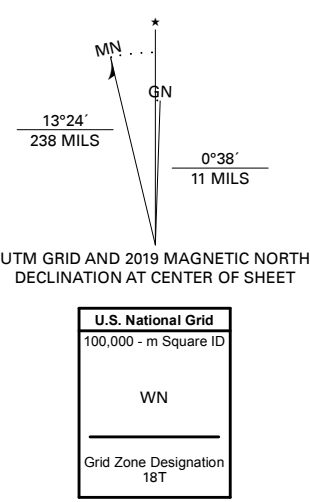 MN
GN
13°24´
238 MILS
0°38´
11 MILS
UTM GRID AND 2019 MAGNETIC NORTH
DECLINATION AT CENTER OF SHEET
U.S. National Grid
100,000 - m Square ID
WN
Grid Zone Designation
18T